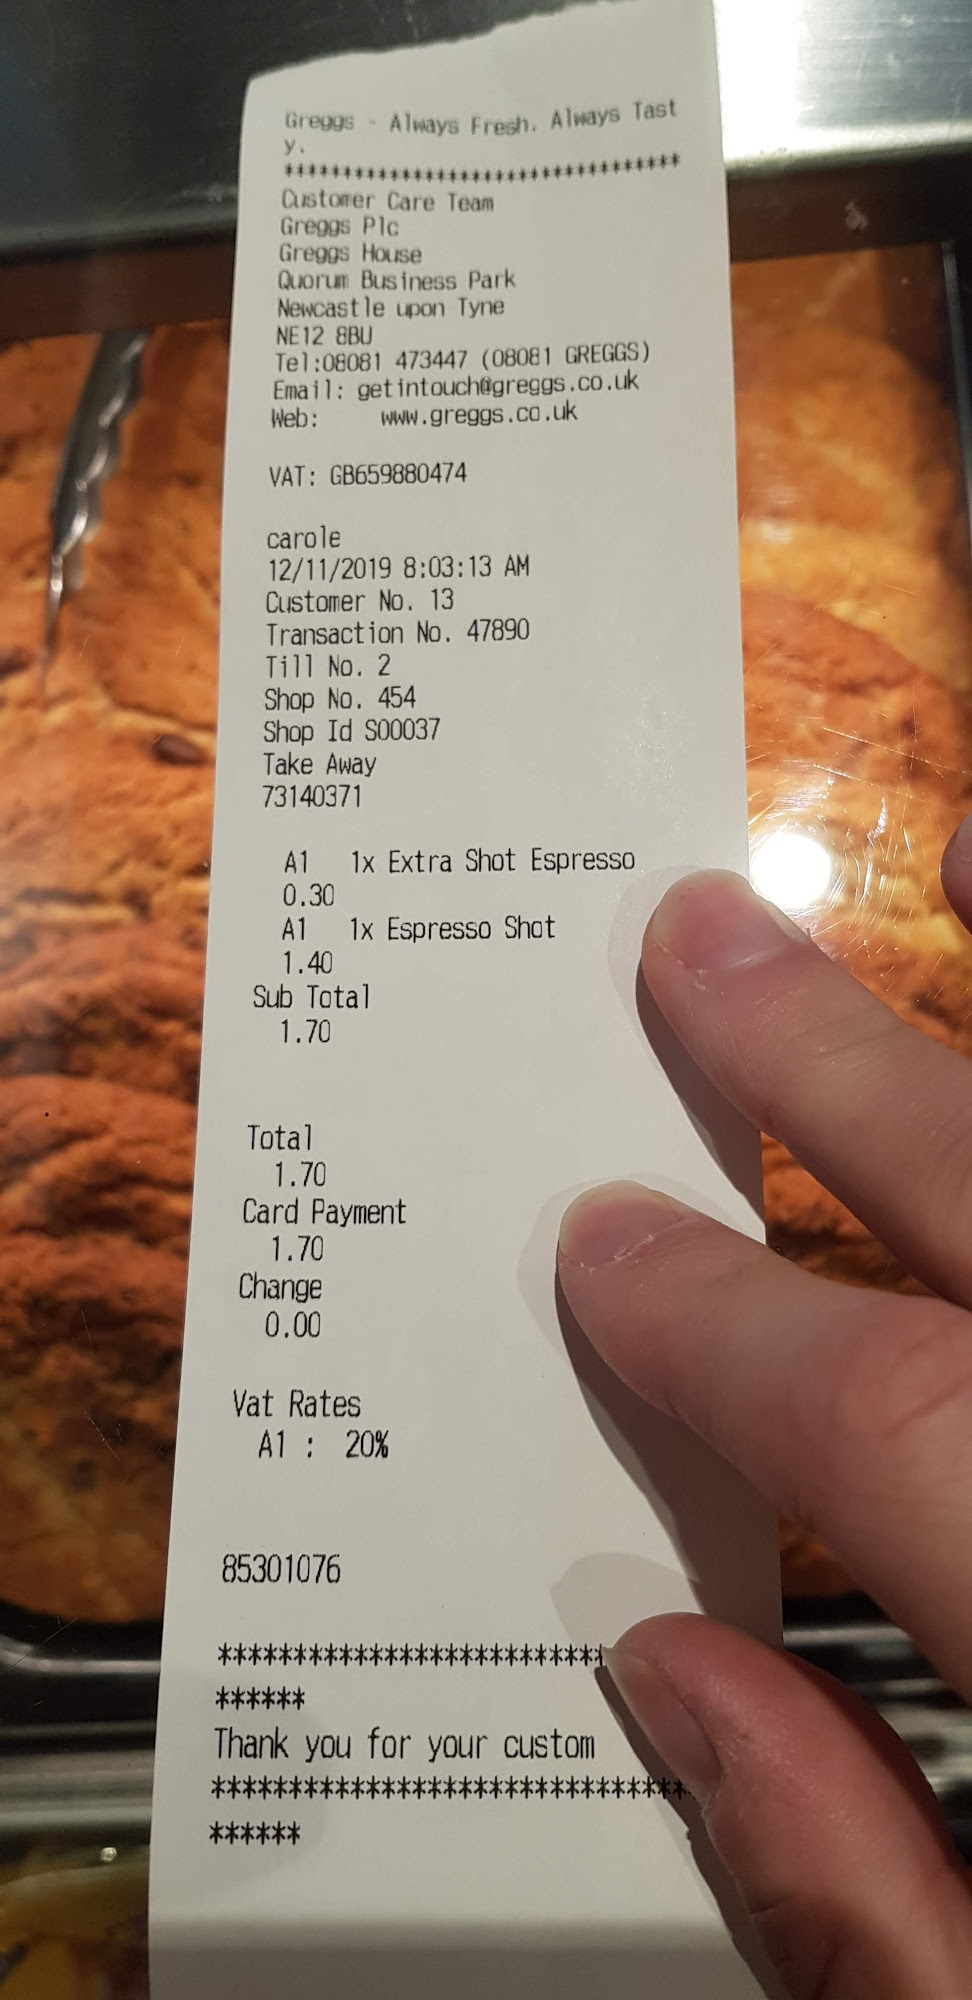 Greggs - Always Fresh. Always Tast
y.
**********************************
Customer Care Team
Greggs Plc
Greggs House
Quorum Business Park
Newcastle upon Tyne
NE12 8BU
Tel:08081 473447 (08081 GREGGS)
Email: getintouch@greggs.co.uk
Web: www.greggs.co.uk
VAT: GB659880474
carole
12/11/2019 8:03:13 AM
Customer No. 13
Transaction No. 47890
Till No. 2
Shop No. 454
Shop Id S00037
Take Away
73140371
A1 1x Extra Shot Espresso
0.30
A1 1x Espresso Shot
1.40
Sub Total
1.70
Total
1.70
Card Payment
1.70
Change
0.00
Vat Rates
A1 : 20%
85301076
**************************
******
Thank you for your custom
********************************
******